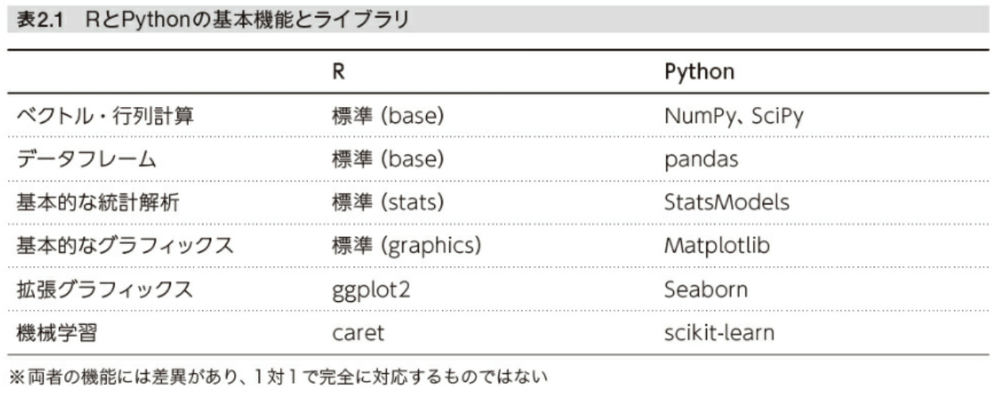 表2.1 RとPythonの基本機能とライブラリ
R Python
ベクトル・行列計算 標準（base） NumPy、SciPy
データフレーム 標準（base） pandas
基本的な統計解析 標準（stats） StatsModels
基本的なグラフィックス 標準（graphics） Matplotlib
拡張グラフィックス ggplot2 Seaborn
機械学習 caret scikit-learn
※両者の機能には差異があり、1対1で完全に対応するものではない